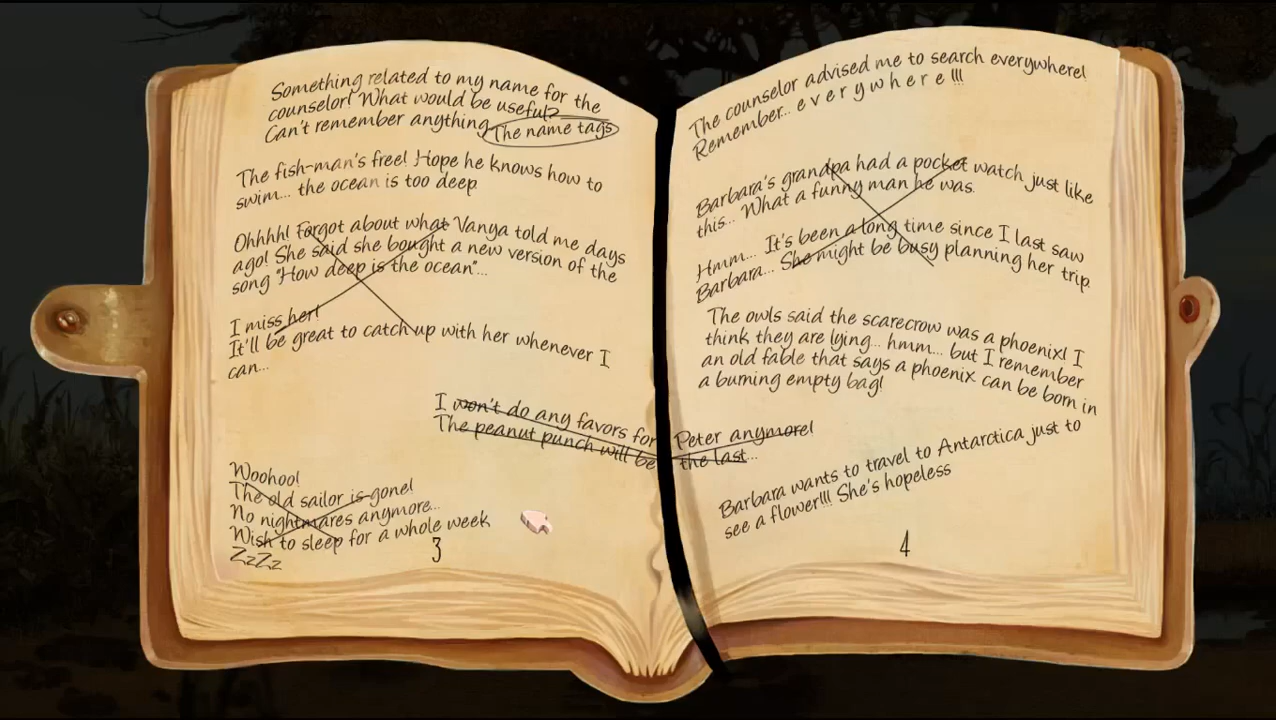 Something related to my name for the
counselor! What would be useful?
Can't remember anything The name tags
The fish-man's free! Hope he knows how to
swim... the ocean is too deep
Ohhhh! Forgot about what Vanya told me days
ago! She said she bought a new version of the
song "How deep is the ocean"...
I miss her!
It'll be great to catch up with her whenever I
can...
I won't do any favors for Peter anymore!
The peanut punch will be the last...
Woohoo!
The old sailor is gone!
No nightmares anymore...
Wish to sleep for a whole week
ZzZz
3
The counselor advised me to search everywhere!
Remember... e v e r y w h e r e !!!
Barbara's grandpa had a pocket watch just like
this... What a funny man he was.
Hmm... It's been a long time since I last saw
Barbara... She might be busy planning her trip.
The owls said the scarecrow was a phoenix! I
think they are lying... hmm... but I remember
an old fable that says a phoenix can be born in
a burning empty bag!
Barbara wants to travel to Antarctica just to
see a flower!!! She's hopeless
4